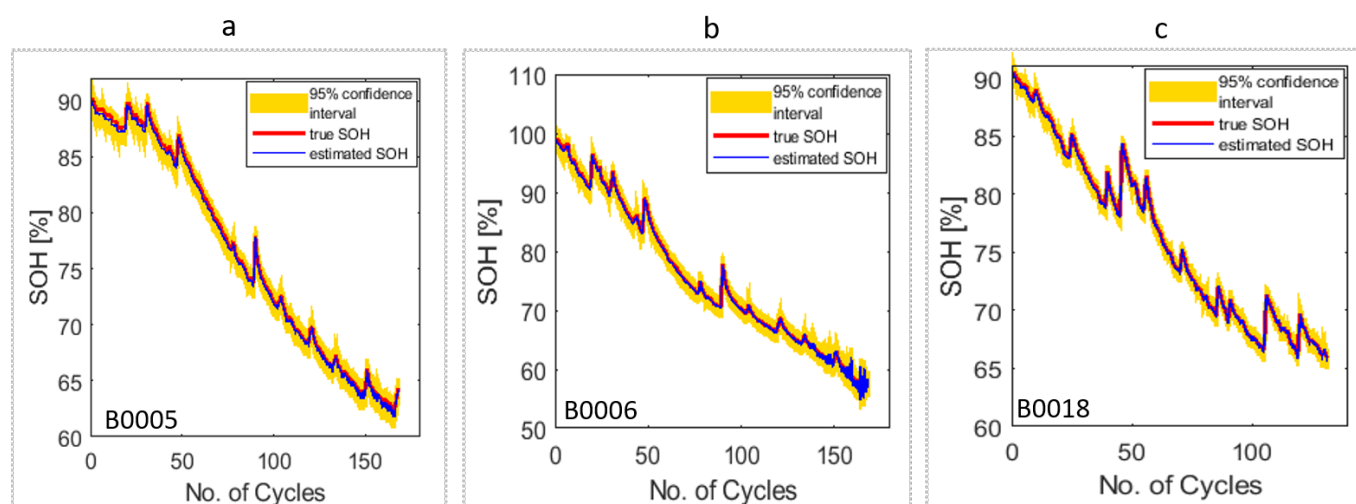 a
b
c
95% confidence
interval
true SOH
estimated SOH
SOH [%]
90
85
80
75
70
65
60
B0005
0
50
100
150
No. of Cycles
95% confidence
interval
true SOH
estimated SOH
SOH [%]
110
100
90
80
70
60
50
B0006
0
50
100
150
No. of Cycles
95% confidence
interval
true SOH
estimated SOH
SOH [%]
90
85
80
75
70
65
60
B0018
0
50
100
No. of Cycles